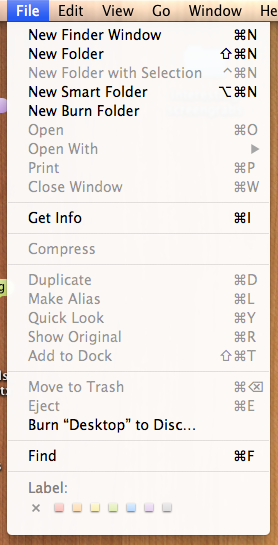 File Edit View Go Window He
New Finder Window ⌘N
New Folder ⇧⌘N
New Folder with Selection ^⌘N
New Smart Folder ⌥⌘N
New Burn Folder
Open ⌘O
Open With ▶
Print ⌘P
Close Window ⌘W
Get Info ⌘I
Compress
Duplicate ⌘D
Make Alias ⌘L
Quick Look ⌘Y
Show Original ⌘R
Add to Dock ⇧⌘T
Move to Trash ⌘⌫
Eject ⌘E
Burn “Desktop” to Disc...
Find ⌘F
Label:
×